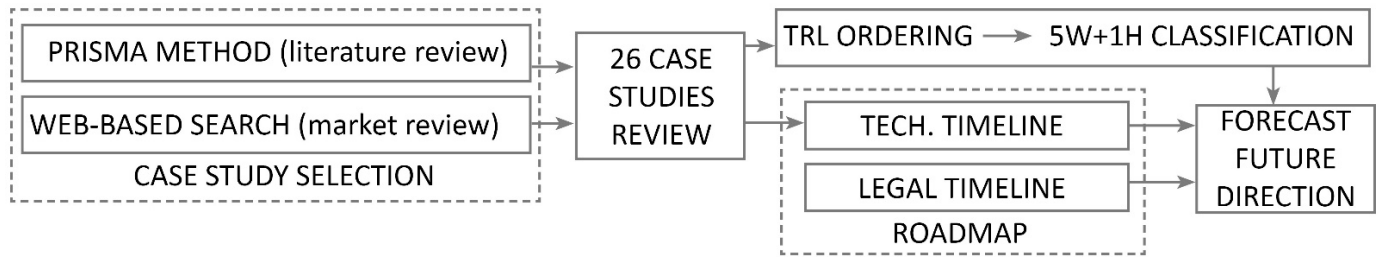 PRISMA METHOD (literature review)
WEB-BASED SEARCH (market review)
CASE STUDY SELECTION
26 CASE
STUDIES
REVIEW
TRL ORDERING
5W+1H CLASSIFICATION
TECH. TIMELINE
LEGAL TIMELINE
ROADMAP
FORECAST
FUTURE
DIRECTION